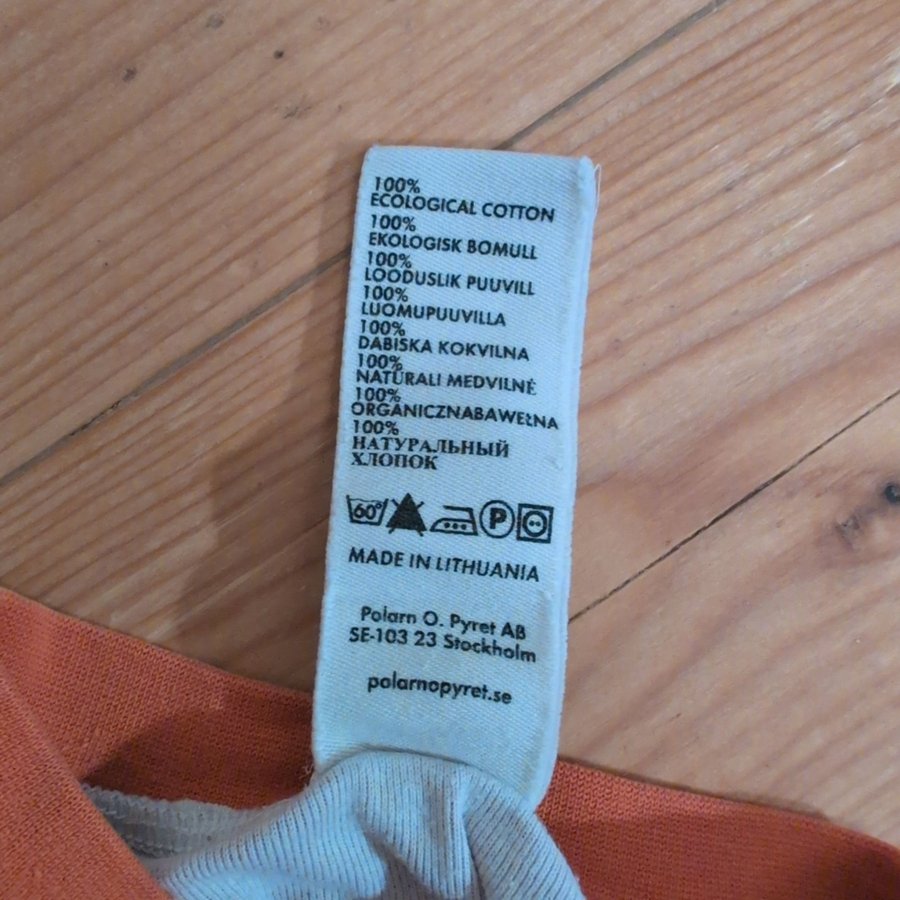 100%
ECOLOGICAL COTTON
100%
EKOLOGISK BOMULL
100%
LOODUSLIK PUUVILL
100%
LUOMUPUUVILLA
100%
DABISKA KOKVILNA
100%
NATŪRALI MEDVILNĖ
100%
ORGANICZNABAWEŁNA
100%
НАТУРАЛЬНЫЙ
ХЛОПОК
60° P
MADE IN LITHUANIA
Polarn O. Pyret AB
SE-103 23 Stockholm
polarnopyret.se